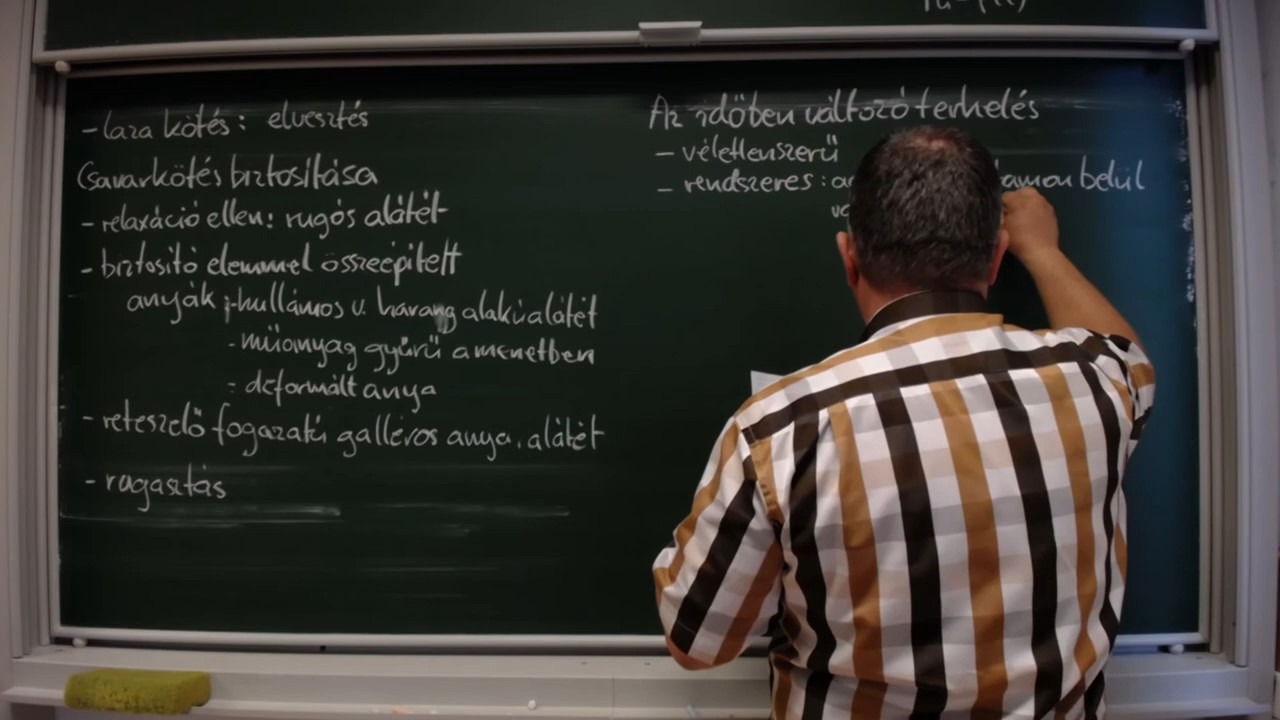 - laza kötés: elvesztés
Csavarkötés biztosítása
- relaxáció ellen: rugós alátét
- biztosító elemmel összeépített
anyák: - hullámos v. harang alakú alátét
- műanyag gyűrű a menetben
- deformált anya
- reteszelő fogazatú galléros anya, alátét
- ragasztás
Az időben változó terhelés
- véletlenszerű
- rendszeres: belül